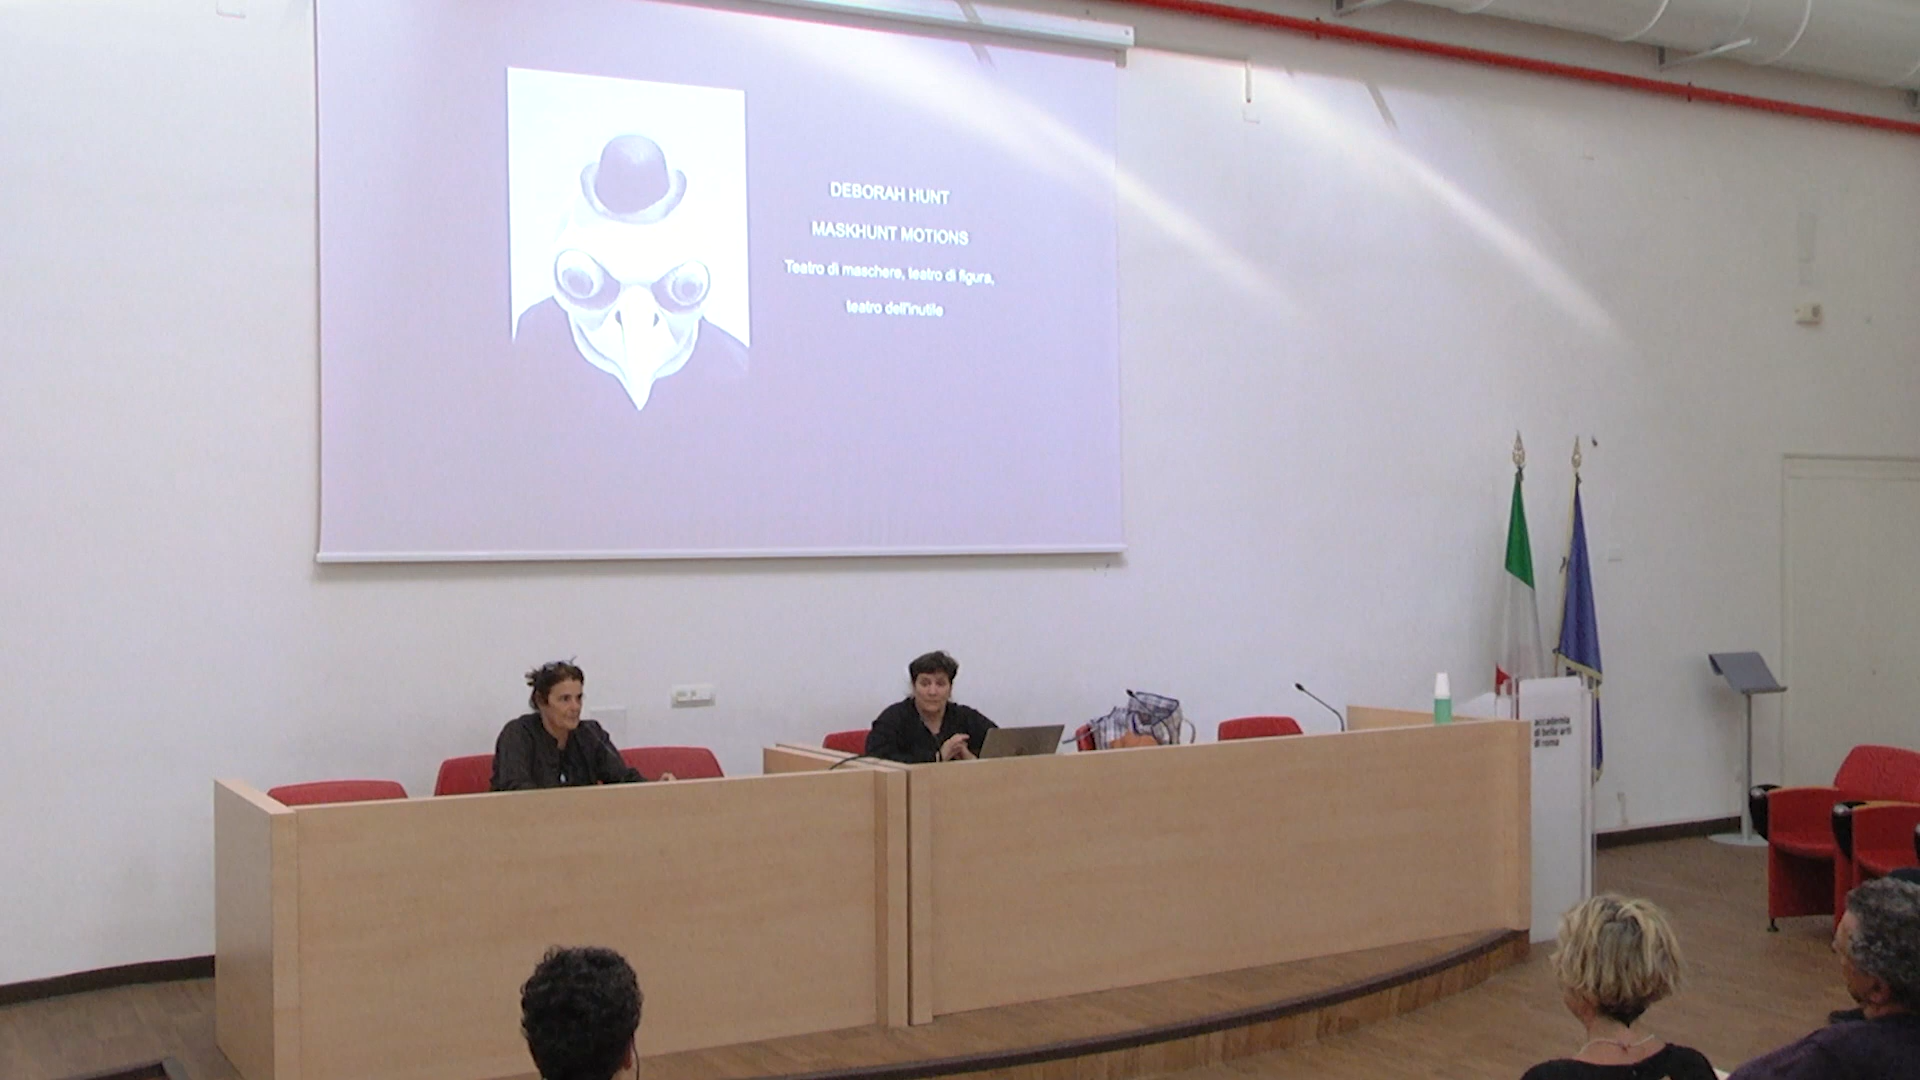 DEBORAH HUNT
MASKHUNT MOTIONS
Teatro di maschere, teatro di figura,
teatro dell'inutile
accademia
di belle arti
di roma